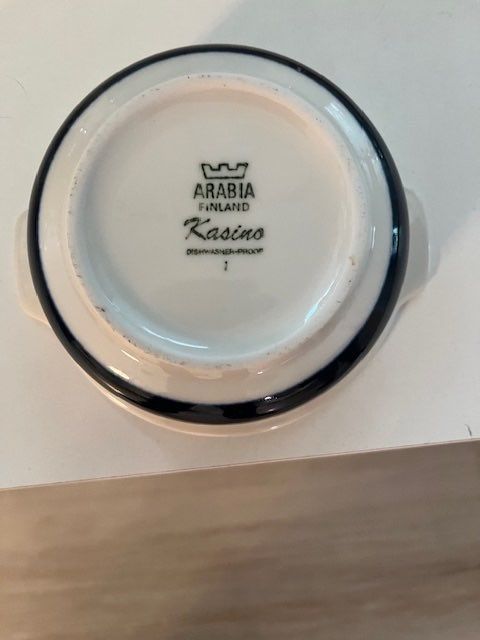 ARABIA
FINLAND
Kasino
DISHWASHER-PROOF
1